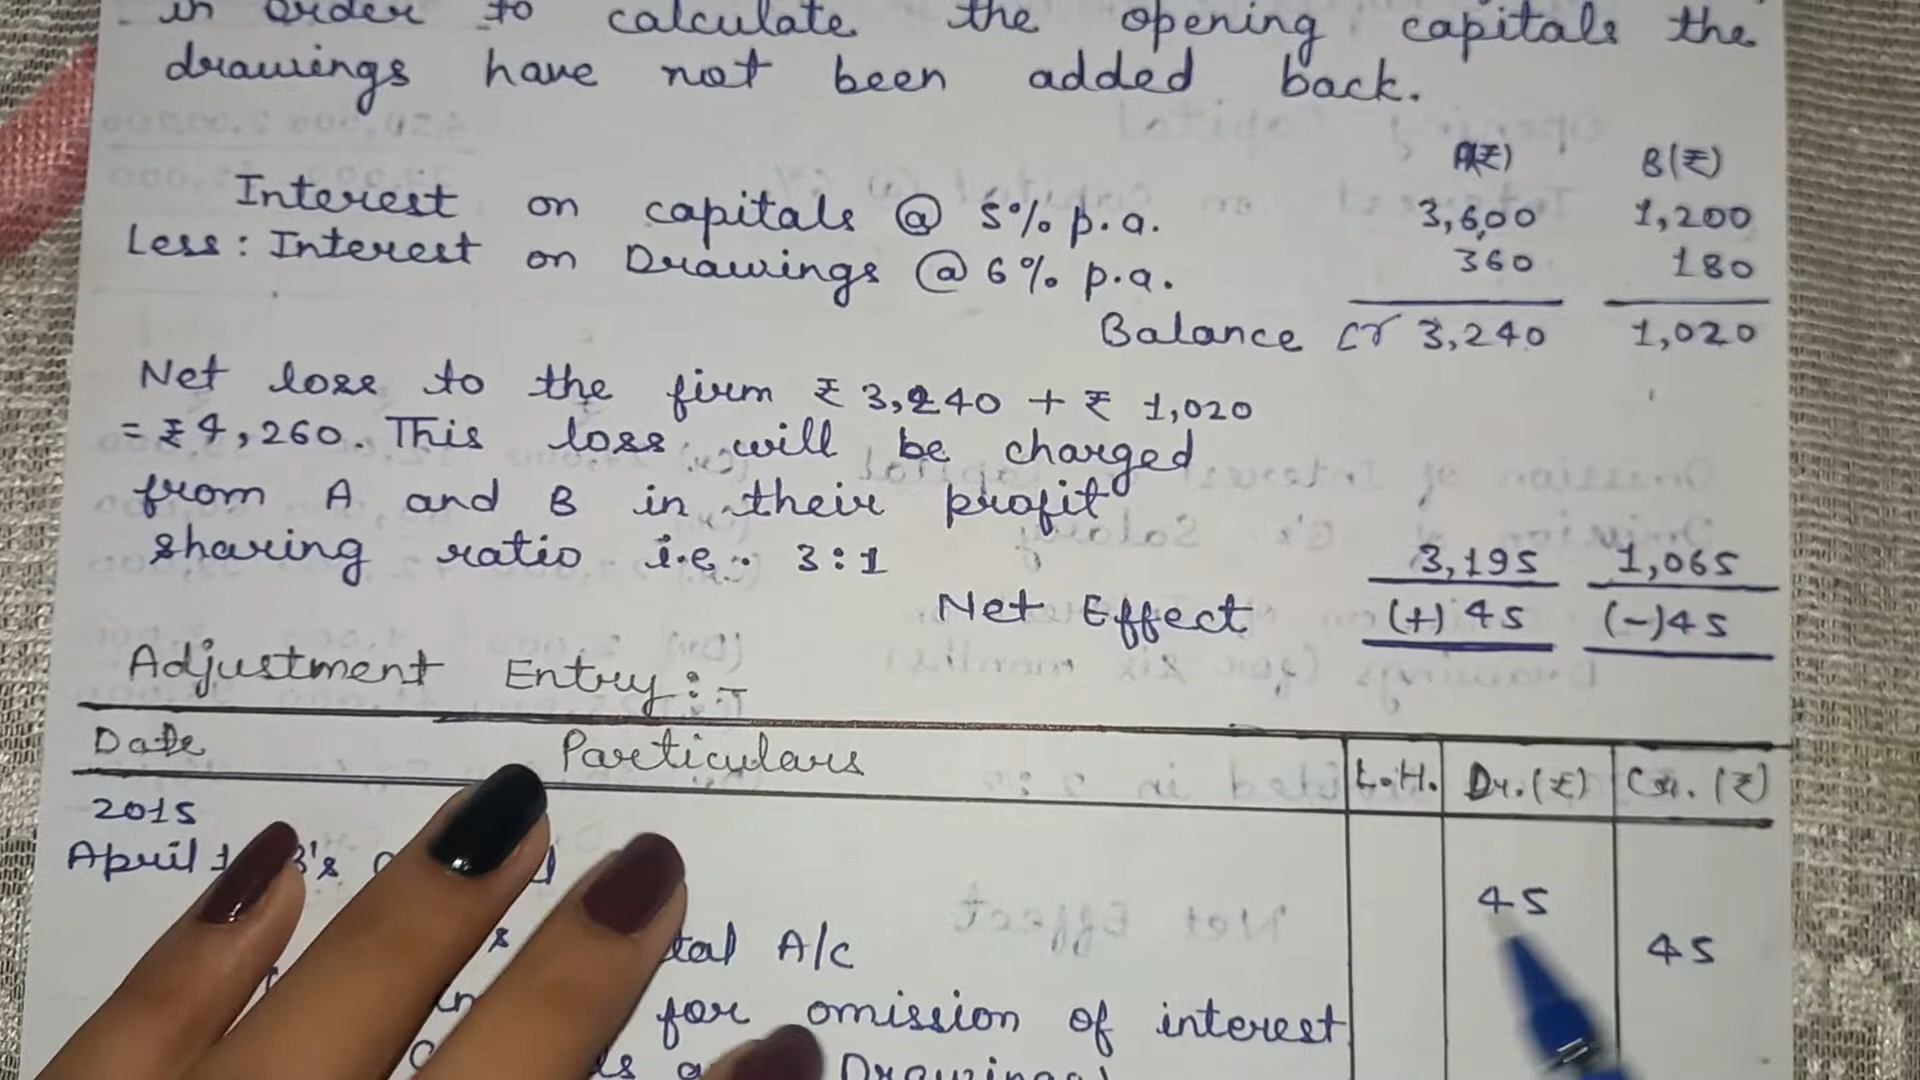 in order to calculate the opening capitals the
drawings have not been added back.
A(₹) B(₹)
Interest on capitals @ 5% p.a. 3,600 1,200
Less: Interest on Drawings @ 6% p.a. 360 180
Balance Cr 3,240 1,020
Net loss to the firm ₹ 3,240 + ₹ 1,020
= ₹ 4,260. This loss will be charged
from A and B in their profit
sharing ratio i.e. 3:1 3,195 1,065
Net Effect (+) 45 (-) 45
Adjustment Entry:-
Date Particulars L.F. Dr. (₹) Cr. (₹)
2015
April 1 B's 45
A/c 45
for omission of interest
Drawings)